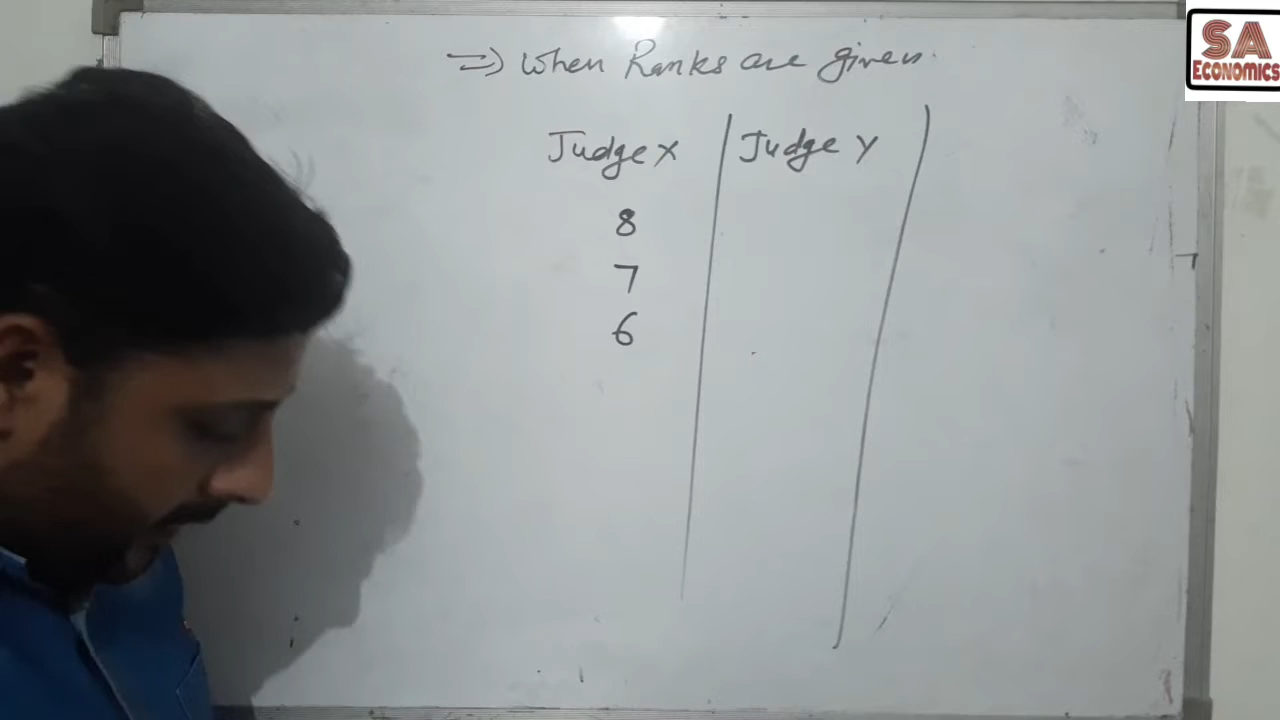 SA
ECONOMICS
=> When Ranks are given.
Judge X Judge Y
8
7
6